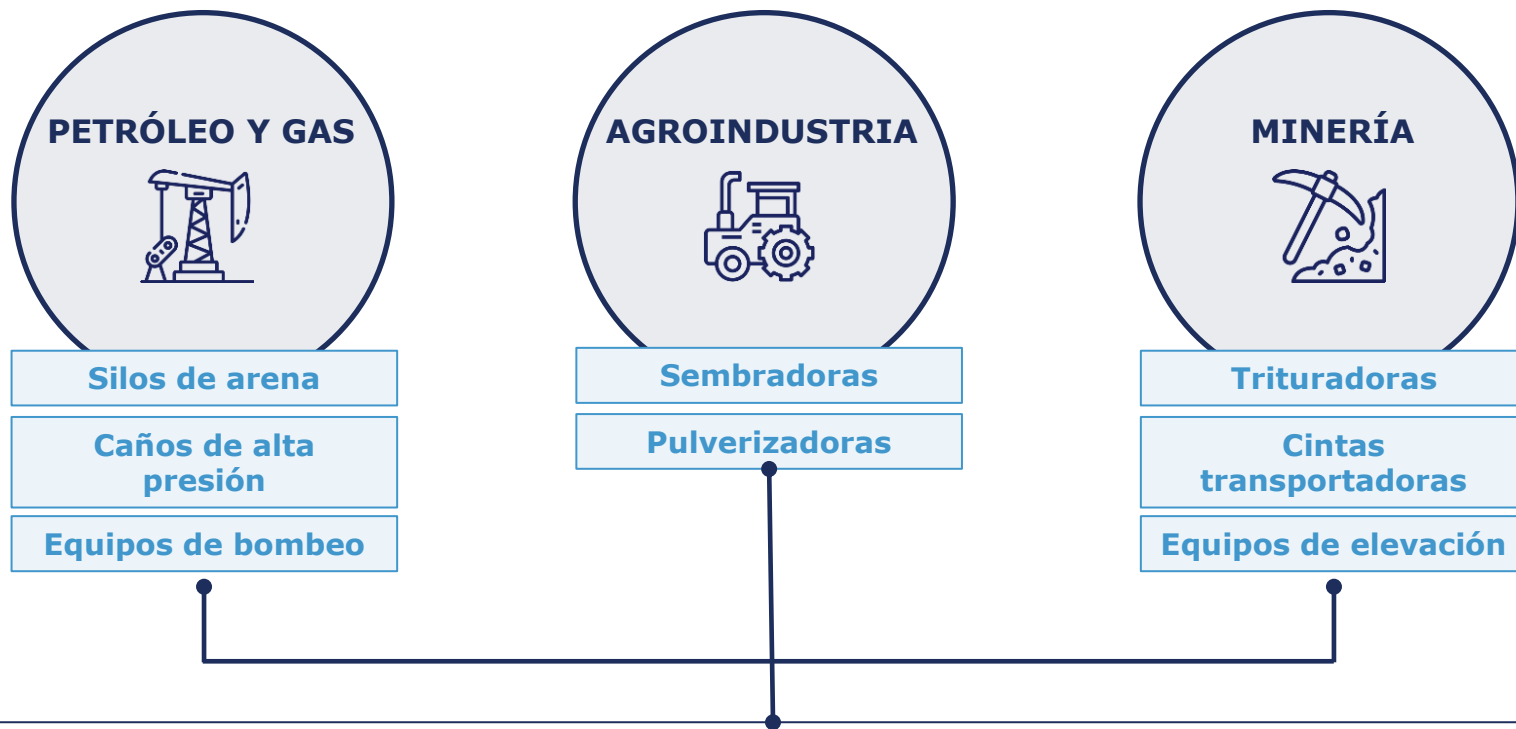 PETRÓLEO Y GAS
Silos de arena
Caños de alta
presión
Equipos de bombeo
AGROINDUSTRIA
Sembradoras
Pulverizadoras
MINERÍA
Trituradoras
Cintas
transportadoras
Equipos de elevación